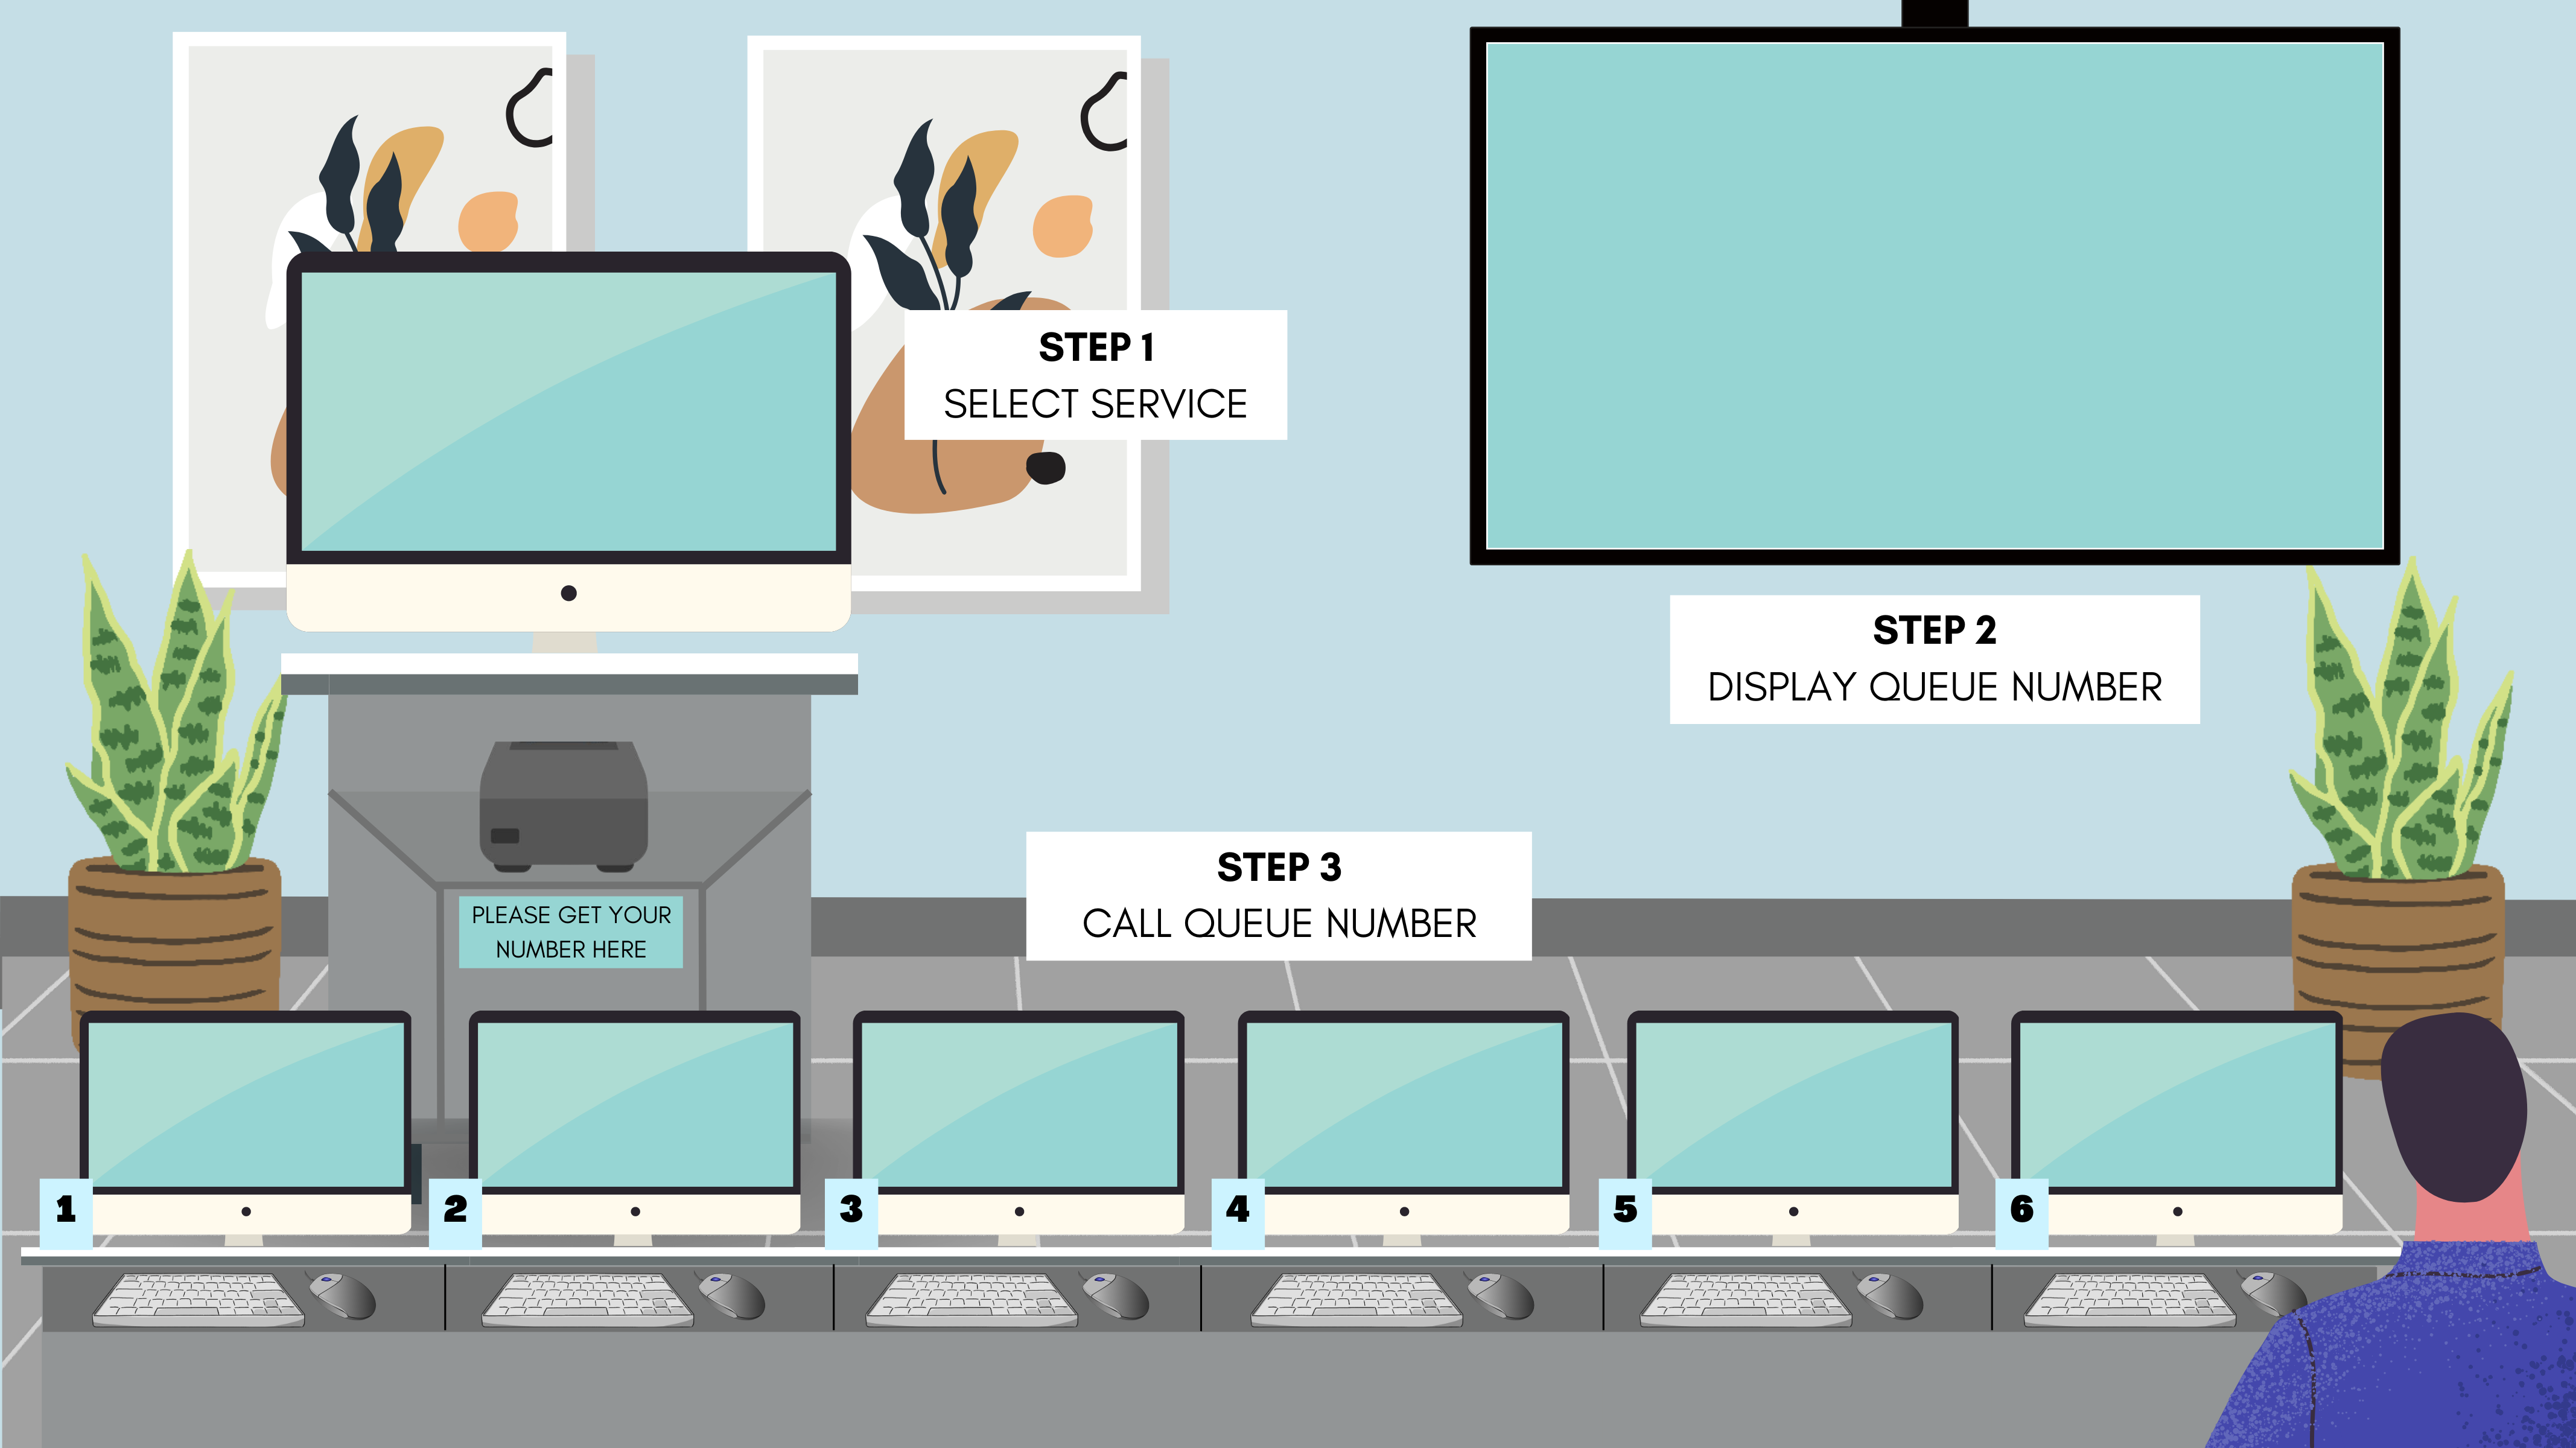 STEP 1
SELECT SERVICE
STEP 2
DISPLAY QUEUE NUMBER
STEP 3
CALL QUEUE NUMBER
PLEASE GET YOUR
NUMBER HERE
1
2
3
4
5
6